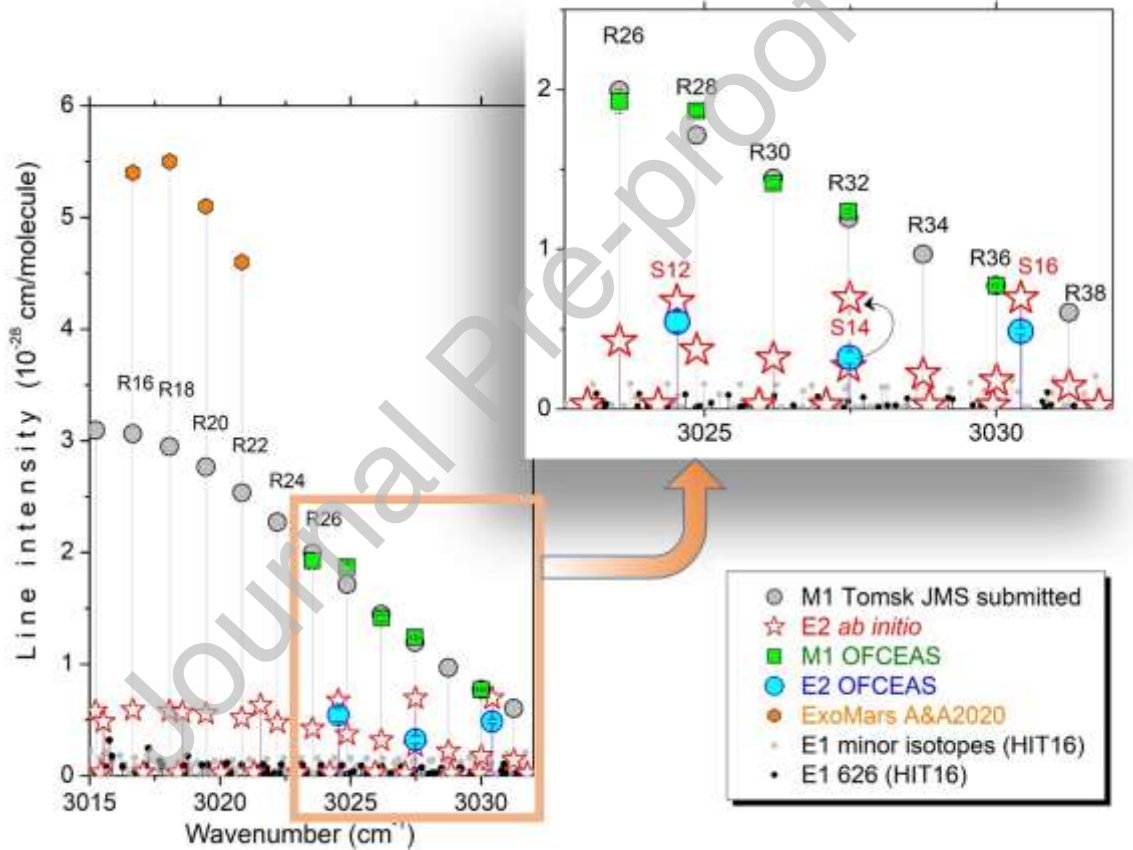 Line intensity (10⁻²⁸ cm/molecule)
6
5
4
3
2
1
0
R16
R18
R20
R22
R24
R26
3015
3020
3025
3030
Wavenumber (cm⁻¹)
2
1
0
R26
R28
R30
R32
R34
R36
R38
S12
S14
S16
3025
3030
M1 Tomsk JMS submitted
E2 ab initio
M1 OFCEAS
E2 OFCEAS
ExoMars A&A2020
E1 minor isotopes (HIT16)
E1 626 (HIT16)
Journal Pre-proof